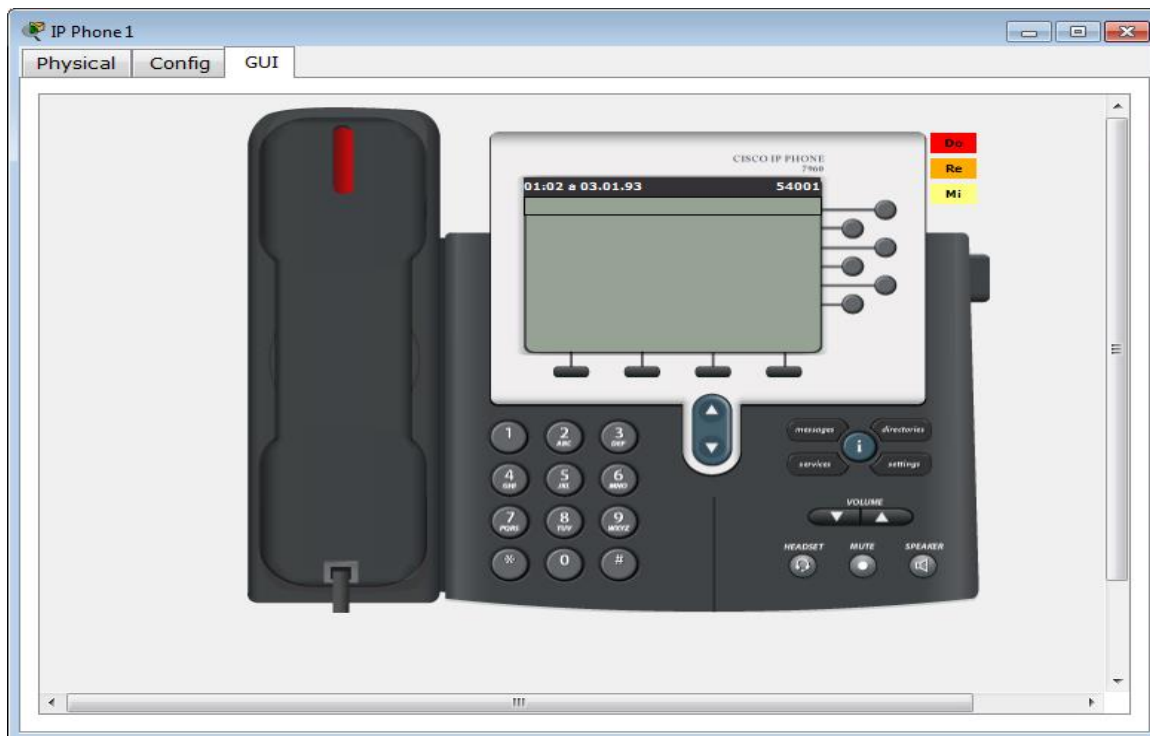 IP Phone1
Physical Config GUI
CISCO IP PHONE
7960
Do
Re
Mi
01:02 a 03.01.93 54001
1 2 ABC 3 DEF
4 GHI 5 JKL 6 MNO
7 PQRS 8 TUV 9 WXYZ
* 0 #
messages directories
i
services settings
VOLUME
HEADSET MUTE SPEAKER